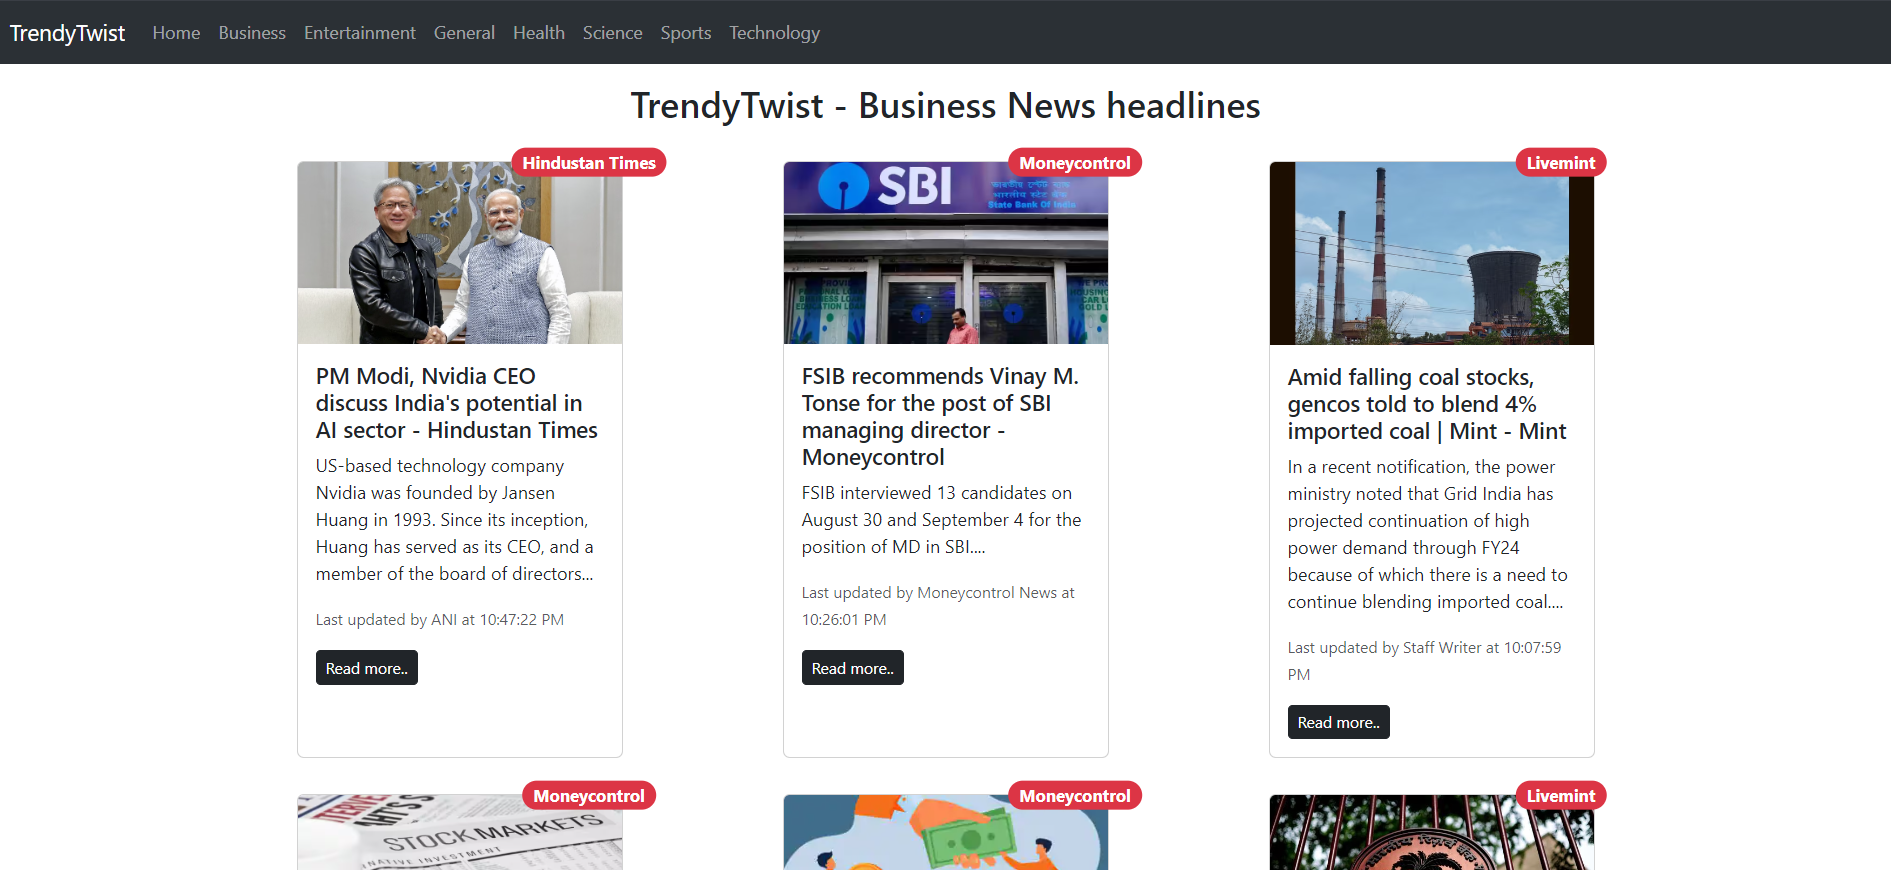 TrendyTwist Home Business Entertainment General Health Science Sports Technology
TrendyTwist - Business News headlines
Hindustan Times
PM Modi, Nvidia CEO
discuss India's potential in
AI sector - Hindustan Times
US-based technology company
Nvidia was founded by Jansen
Huang in 1993. Since its inception,
Huang has served as its CEO, and a
member of the board of directors...
Last updated by ANI at 10:47:22 PM
Read more..
Moneycontrol
SBI
भारतीय स्टेट बैंक
State Bank Of India
FSIB recommends Vinay M.
Tonse for the post of SBI
managing director -
Moneycontrol
FSIB interviewed 13 candidates on
August 30 and September 4 for the
position of MD in SBI....
Last updated by Moneycontrol News at
10:26:01 PM
Read more..
Livemint
Amid falling coal stocks,
gencos told to blend 4%
imported coal | Mint - Mint
In a recent notification, the power
ministry noted that Grid India has
projected continuation of high
power demand through FY24
because of which there is a need to
continue blending imported coal....
Last updated by Staff Writer at 10:07:59
PM
Read more..
Moneycontrol
STOCK MARKETS
Moneycontrol
Livemint